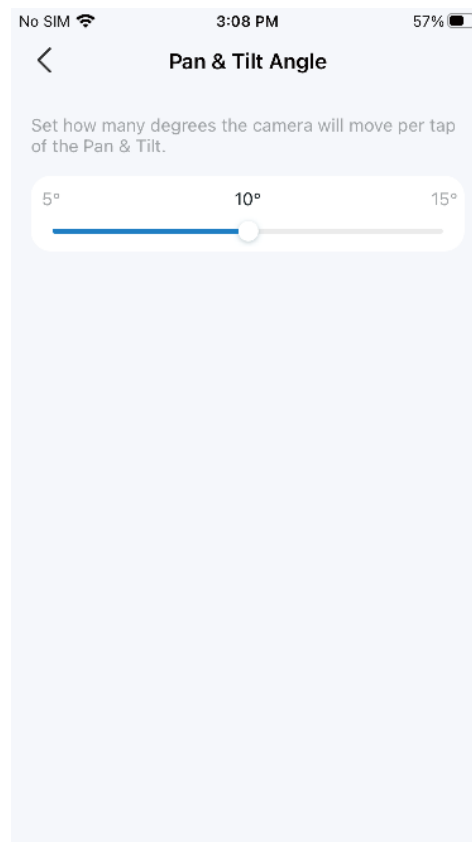 No SIM 3:08 PM 57%
Pan & Tilt Angle
Set how many degrees the camera will move per tap
of the Pan & Tilt.
5° 10° 15°